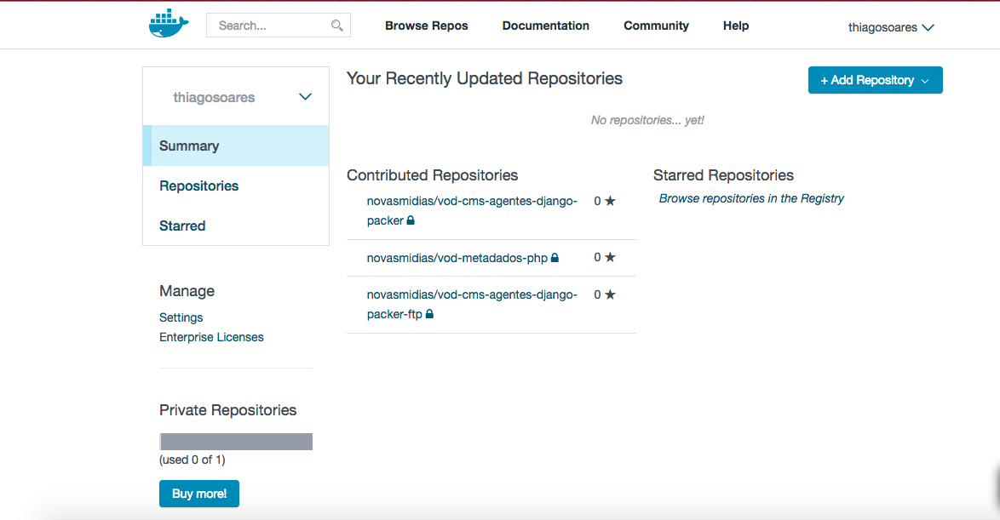 Search...
Browse Repos
Documentation
Community
Help
thiagosoares
thiagosoares
Summary
Repositories
Starred
Manage
Settings
Enterprise Licenses
Private Repositories
(used 0 of 1)
Buy more!
Your Recently Updated Repositories
+ Add Repository
No repositories... yet!
Contributed Repositories
novasmidias/vod-cms-agentes-django-
packer
0 ★
novasmidias/vod-metadados-php
0 ★
novasmidias/vod-cms-agentes-django-
packer-ftp
0 ★
Starred Repositories
Browse repositories in the Registry